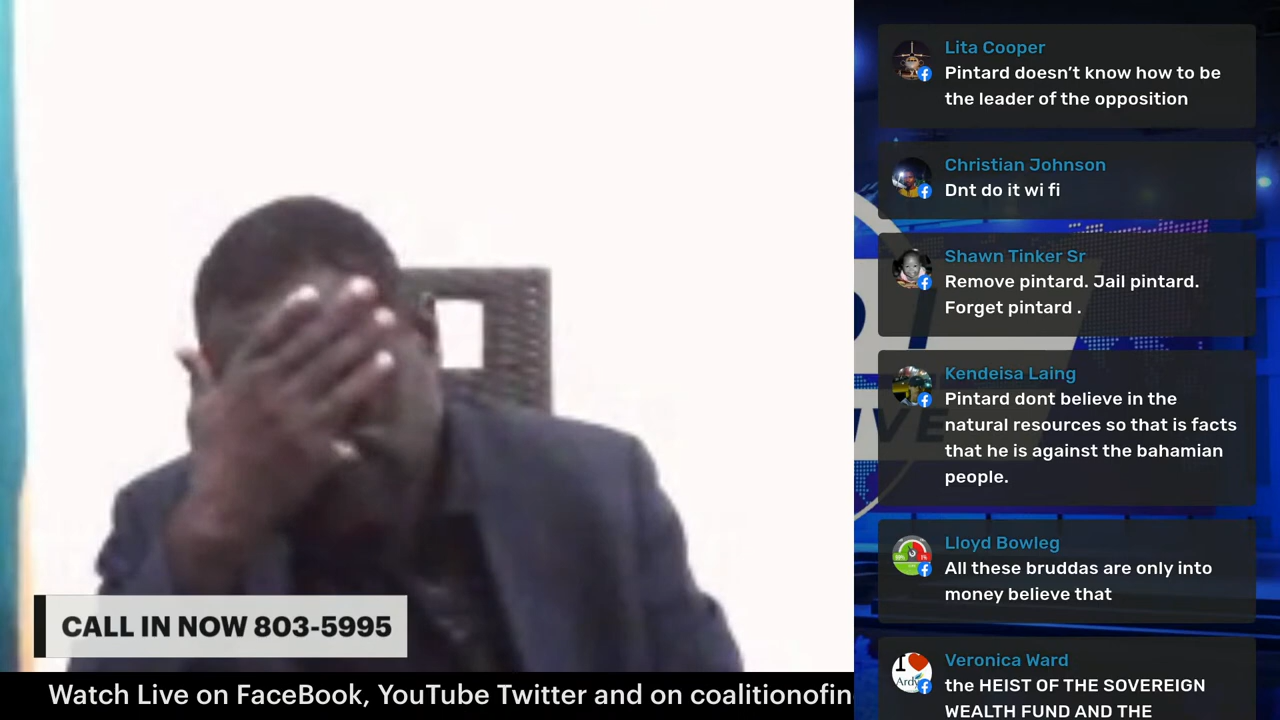 Lita Cooper
Pintard doesn’t know how to be
the leader of the opposition
Christian Johnson
Dnt do it wi fi
Shawn Tinker Sr
Remove pintard. Jail pintard.
Forget pintard .
Kendeisa Laing
Pintard dont believe in the
natural resources so that is facts
that he is against the bahamian
people.
Lloyd Bowleg
All these bruddas are only into
money believe that
Veronica Ward
the HEIST OF THE SOVEREIGN
WEALTH FUND AND THE
CALL IN NOW 803-5995
Watch Live on FaceBook, YouTube Twitter and on coalitionofin